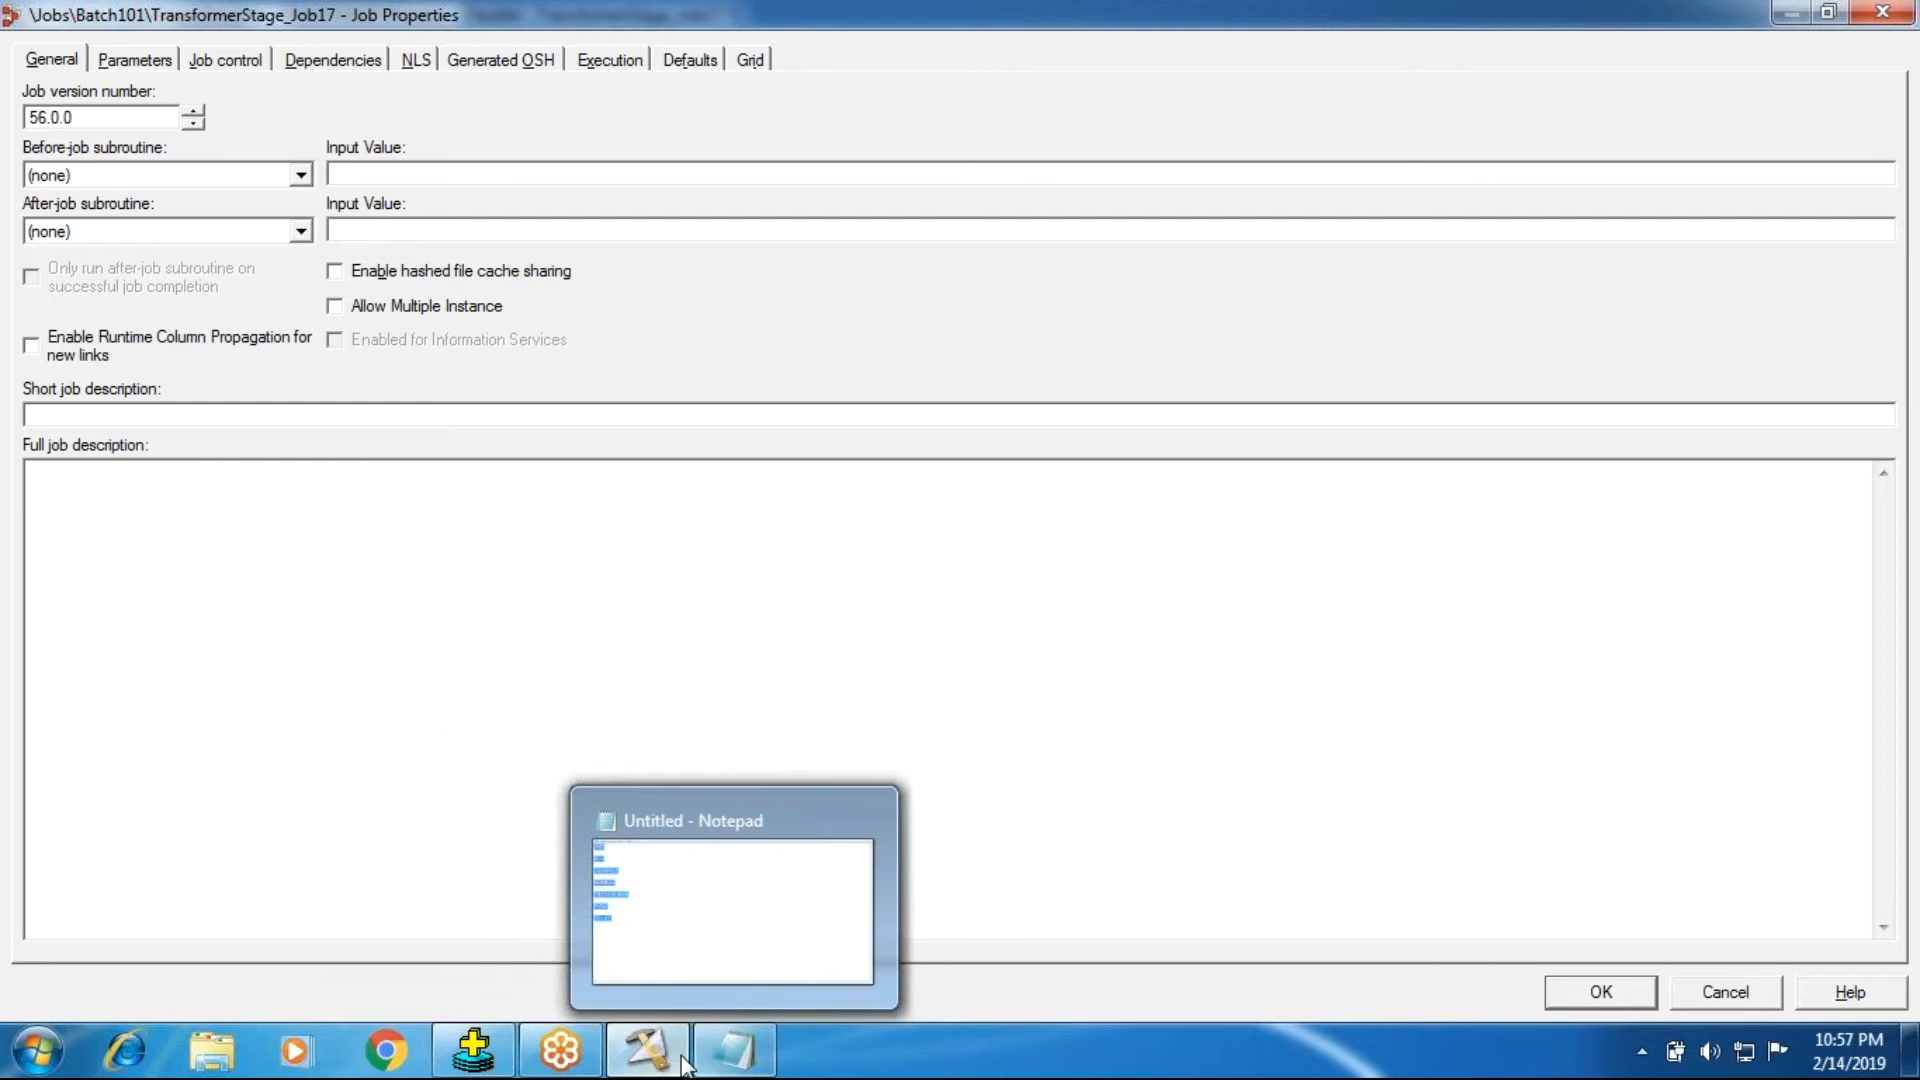 \Jobs\Batch101\TransformerStage_Job17 - Job Properties
General Parameters Job control Dependencies NLS Generated OSH Execution Defaults Grid
Job version number:
56.0.0
Before-job subroutine: Input Value:
(none)
After-job subroutine: Input Value:
(none)
Only run after-job subroutine on
successful job completion
Enable hashed file cache sharing
Allow Multiple Instance
Enable Runtime Column Propagation for
new links
Enabled for Information Services
Short job description:
Full job description:
Untitled - Notepad
OK Cancel Help
10:57 PM
2/14/2019